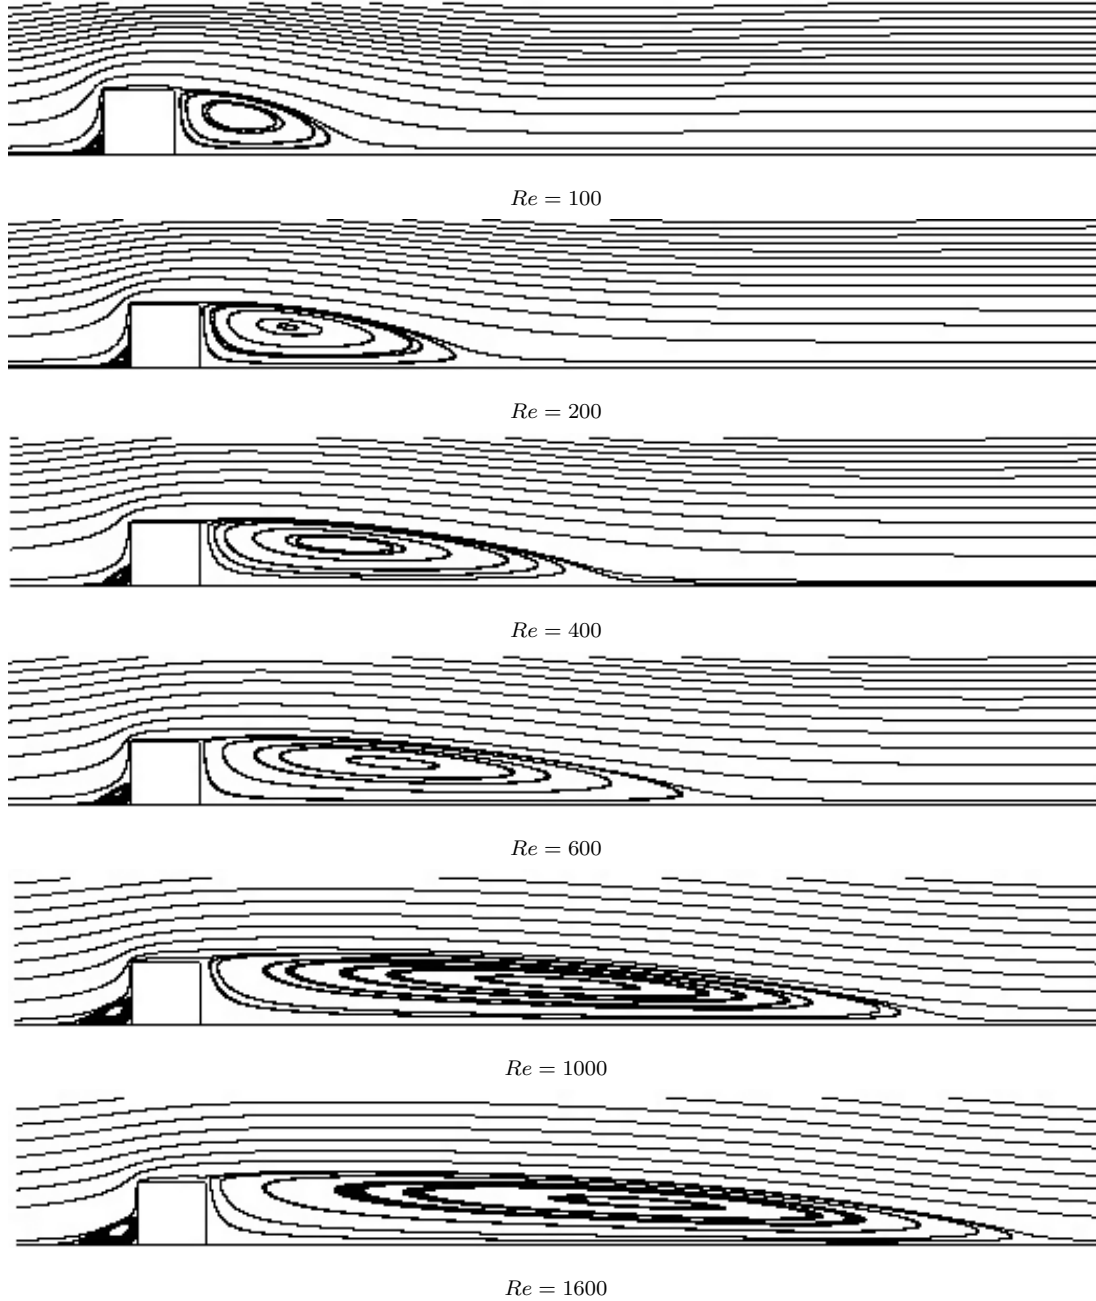 Re = 100
Re = 200
Re = 400
Re = 600
Re = 1000
Re = 1600